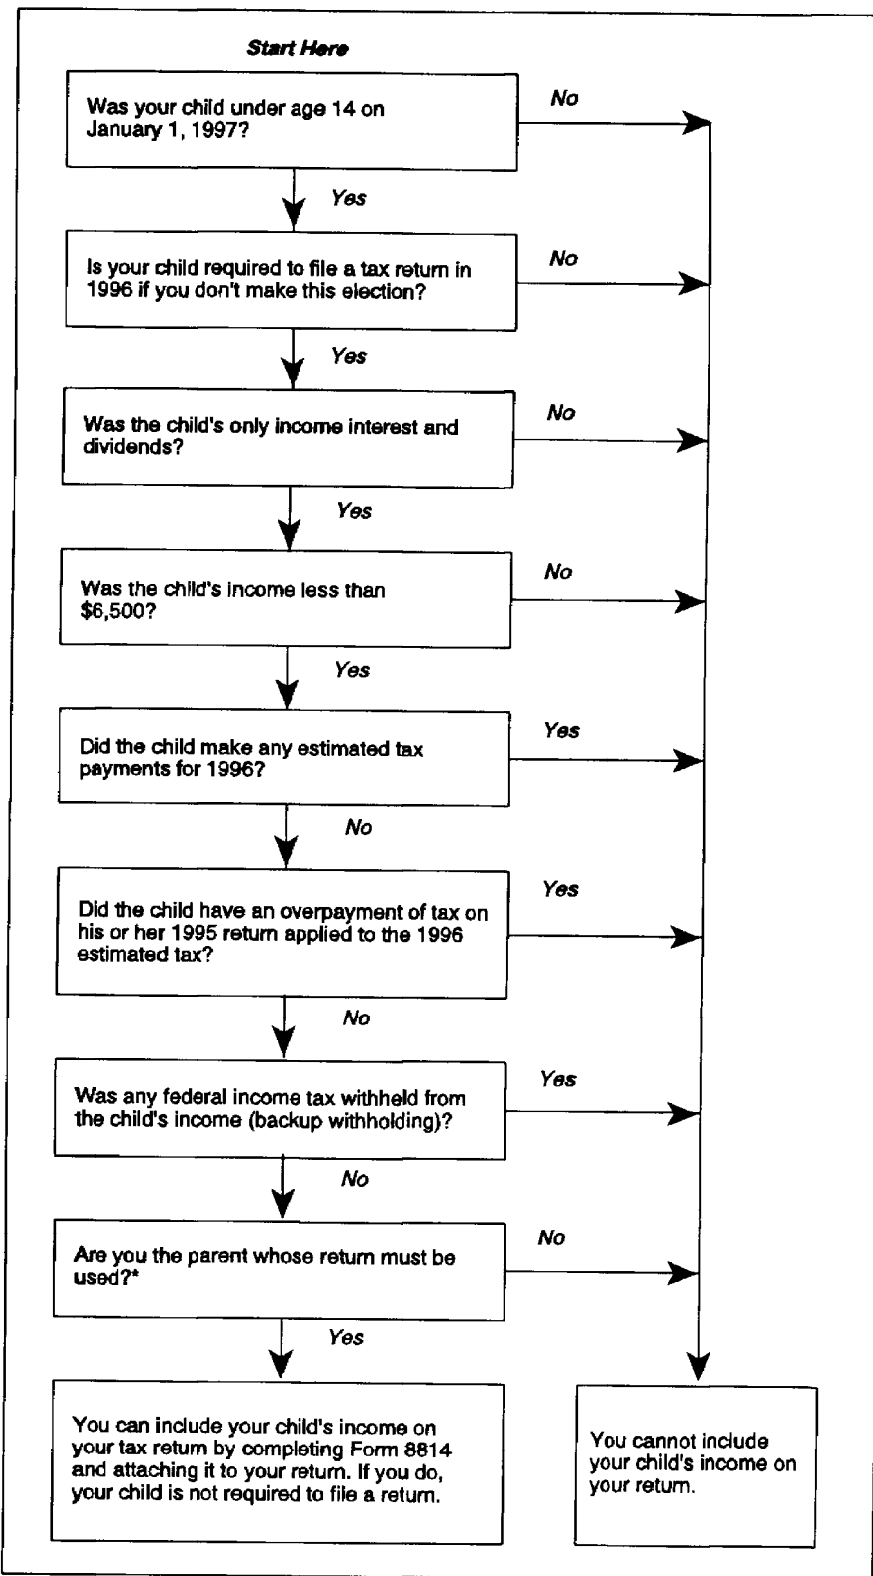 Start Here
Was your child under age 14 on
January 1, 1997?
No
Yes
Is your child required to file a tax return in
1996 if you don't make this election?
No
Yes
Was the child's only income interest and
dividends?
No
Yes
Was the child's income less than
$6,500?
No
Yes
Did the child make any estimated tax
payments for 1996?
Yes
No
Did the child have an overpayment of tax on
his or her 1995 return applied to the 1996
estimated tax?
Yes
No
Was any federal income tax withheld from
the child's income (backup withholding)?
Yes
No
Are you the parent whose return must be
used?*
No
Yes
You can include your child's income on
your tax return by completing Form 8814
and attaching it to your return. If you do,
your child is not required to file a return.
You cannot include
your child's income on
your return.